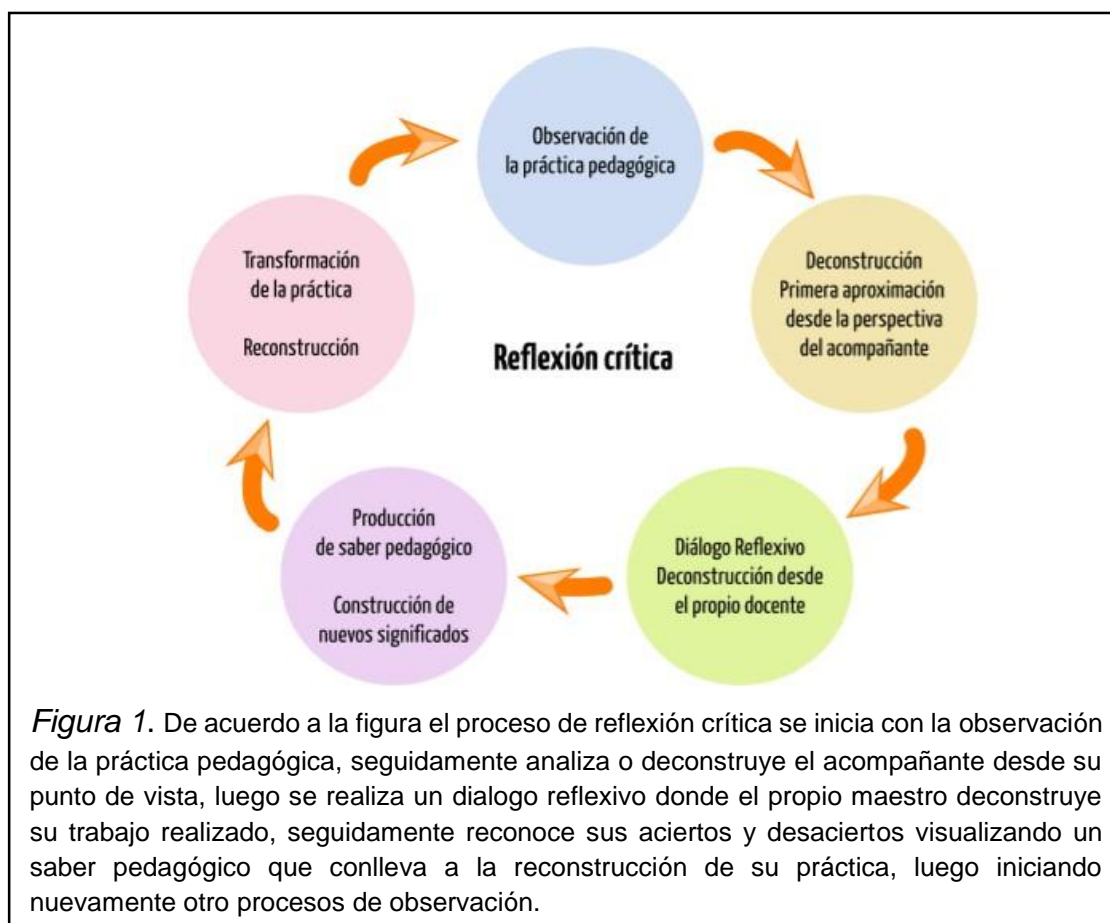 Observación de
la práctica pedagógica
Deconstrucción
Primera aproximación
desde la perspectiva
del acompañante
Diálogo Reflexivo
Deconstrucción desde
el propio docente
Producción
de saber pedagógico
Construcción de
nuevos significados
Transformación
de la práctica
Reconstrucción
Reflexión crítica
Figura 1. De acuerdo a la figura el proceso de reflexión crítica se inicia con la observación
de la práctica pedagógica, seguidamente analiza o deconstruye el acompañante desde su
punto de vista, luego se realiza un dialogo reflexivo donde el propio maestro deconstruye
su trabajo realizado, seguidamente reconoce sus aciertos y desaciertos visualizando un
saber pedagógico que conlleva a la reconstrucción de su práctica, luego iniciando
nuevamente otro procesos de observación.